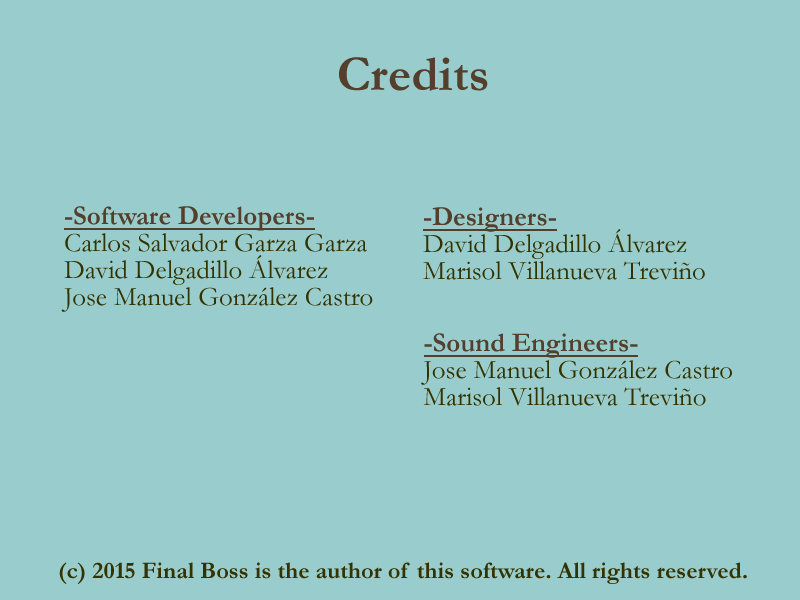 Credits
-Software Developers-
Carlos Salvador Garza Garza
David Delgadillo Álvarez
Jose Manuel González Castro
-Designers-
David Delgadillo Álvarez
Marisol Villanueva Treviño
-Sound Engineers-
Jose Manuel González Castro
Marisol Villanueva Treviño
(c) 2015 Final Boss is the author of this software. All rights reserved.